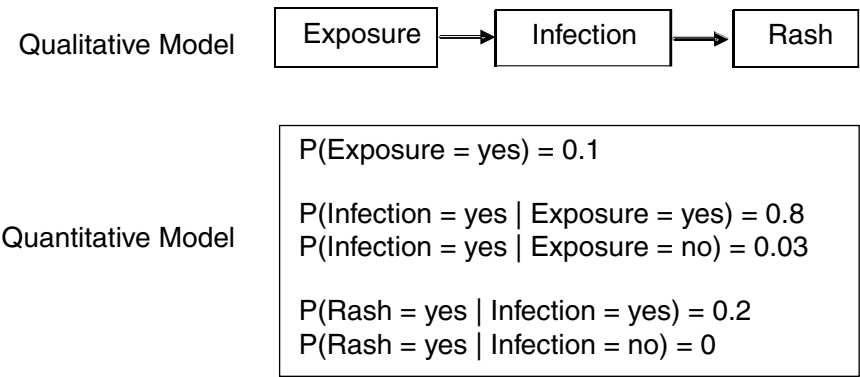 Qualitative Model
Exposure
Infection
Rash
Quantitative Model
P(Exposure = yes) = 0.1
P(Infection = yes | Exposure = yes) = 0.8
P(Infection = yes | Exposure = no) = 0.03
P(Rash = yes | Infection = yes) = 0.2
P(Rash = yes | Infection = no) = 0